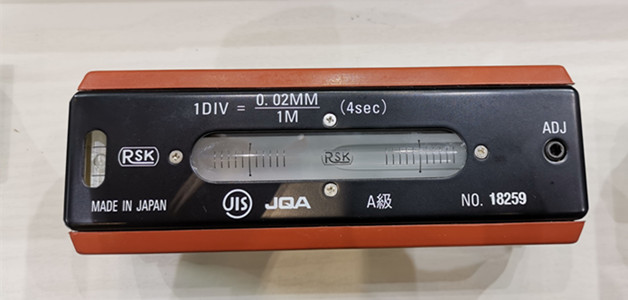 1DIV = 0.02MM/1M (4sec)
RSK
RSK
ADJ
MADE IN JAPAN
JIS
JQA
A級
NO. 18259